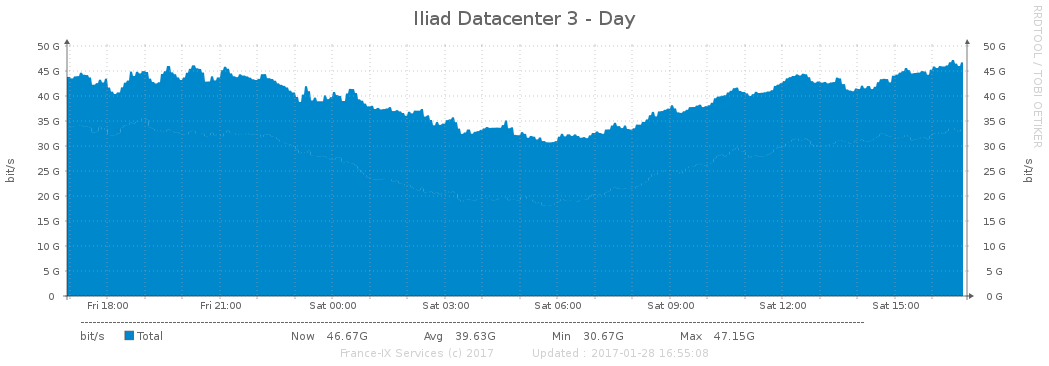 Iliad Datacenter 3 - Day
RRDTOOL / TOBI OETIKER
50 G 50 G
45 G 45 G
40 G 40 G
35 G 35 G
30 G 30 G
25 G 25 G
20 G 20 G
15 G 15 G
10 G 10 G
5 G 5 G
0 0 G
bit/s
bit/s
Fri 18:00 Fri 21:00 Sat 00:00 Sat 03:00 Sat 06:00 Sat 09:00 Sat 12:00 Sat 15:00
bit/s Total Now 46.67G Avg 39.63G Min 30.67G Max 47.15G
France-IX Services (c) 2017 Updated : 2017-01-28 16:55:08